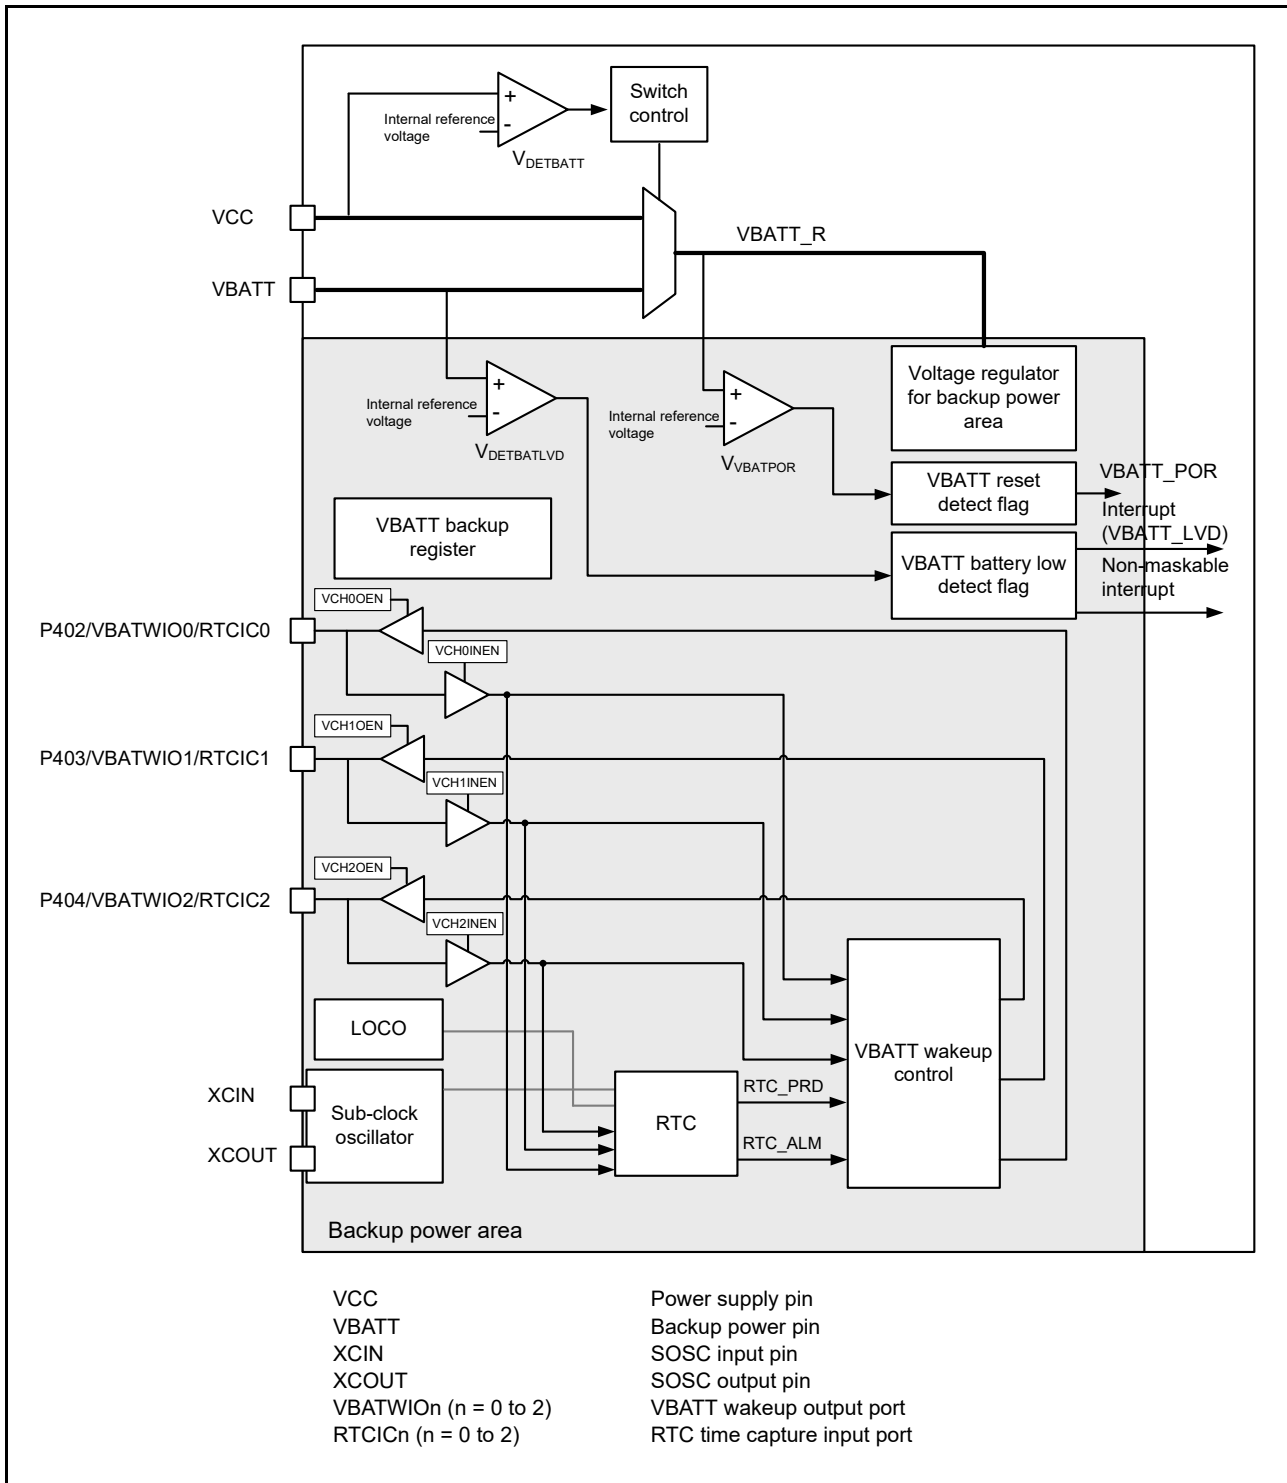 Switch
control
Internal reference
voltage
+
-
VDETBATT
VCC
VBATT_R
VBATT
Voltage regulator
for backup power
area
Internal reference
voltage
+
-
VDETBATLVD
Internal reference
voltage
+
-
VVBATPOR
VBATT reset
detect flag
VBATT_POR
Interrupt
(VBATT_LVD)
VBATT backup
register
VBATT battery low
detect flag
Non-maskable
interrupt
VCH0OEN
P402/VBATWIO0/RTCIC0
VCH0INEN
VCH1OEN
P403/VBATWIO1/RTCIC1
VCH1INEN
VCH2OEN
P404/VBATWIO2/RTCIC2
VCH2INEN
LOCO
VBATT wakeup
control
XCIN
Sub-clock
oscillator
XCOUT
RTC
RTC_PRD
RTC_ALM
Backup power area
VCC Power supply pin
VBATT Backup power pin
XCIN SOSC input pin
XCOUT SOSC output pin
VBATWIOn (n = 0 to 2) VBATT wakeup output port
RTCICn (n = 0 to 2) RTC time capture input port